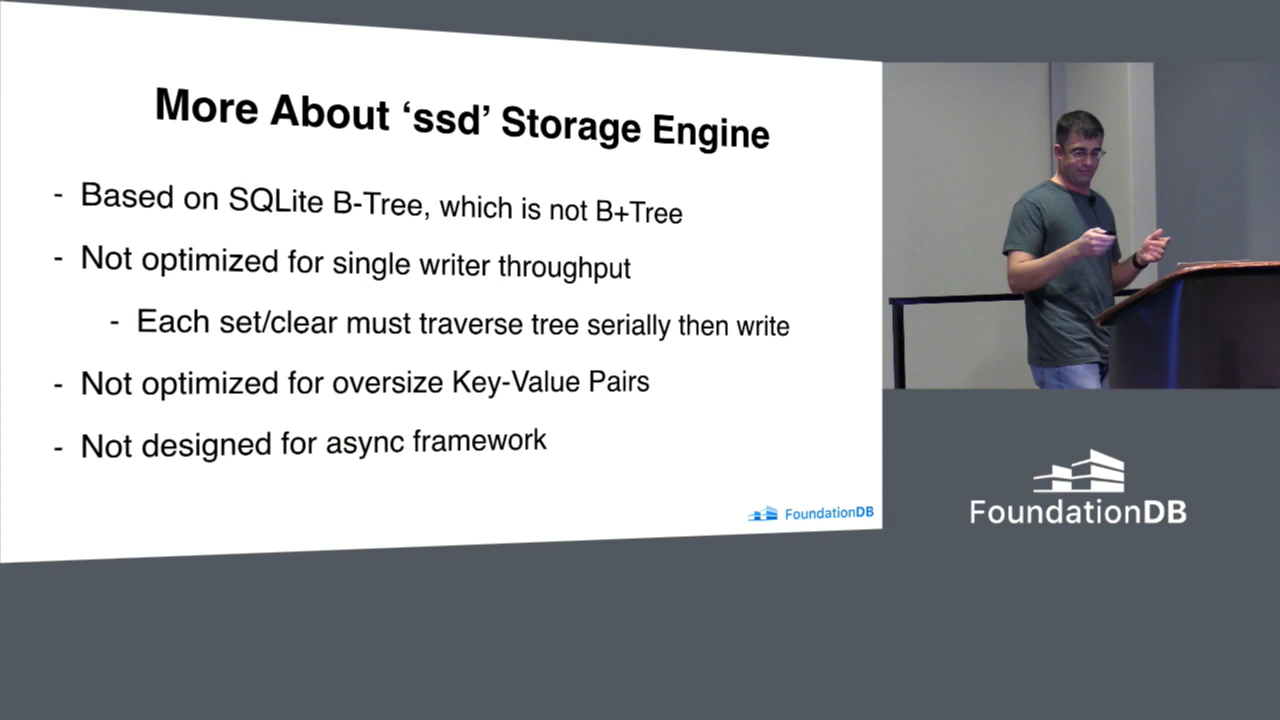 More About ‘ssd’ Storage Engine
- Based on SQLite B-Tree, which is not B+Tree
- Not optimized for single writer throughput
- Each set/clear must traverse tree serially then write
- Not optimized for oversize Key-Value Pairs
- Not designed for async framework
FoundationDB
FoundationDB